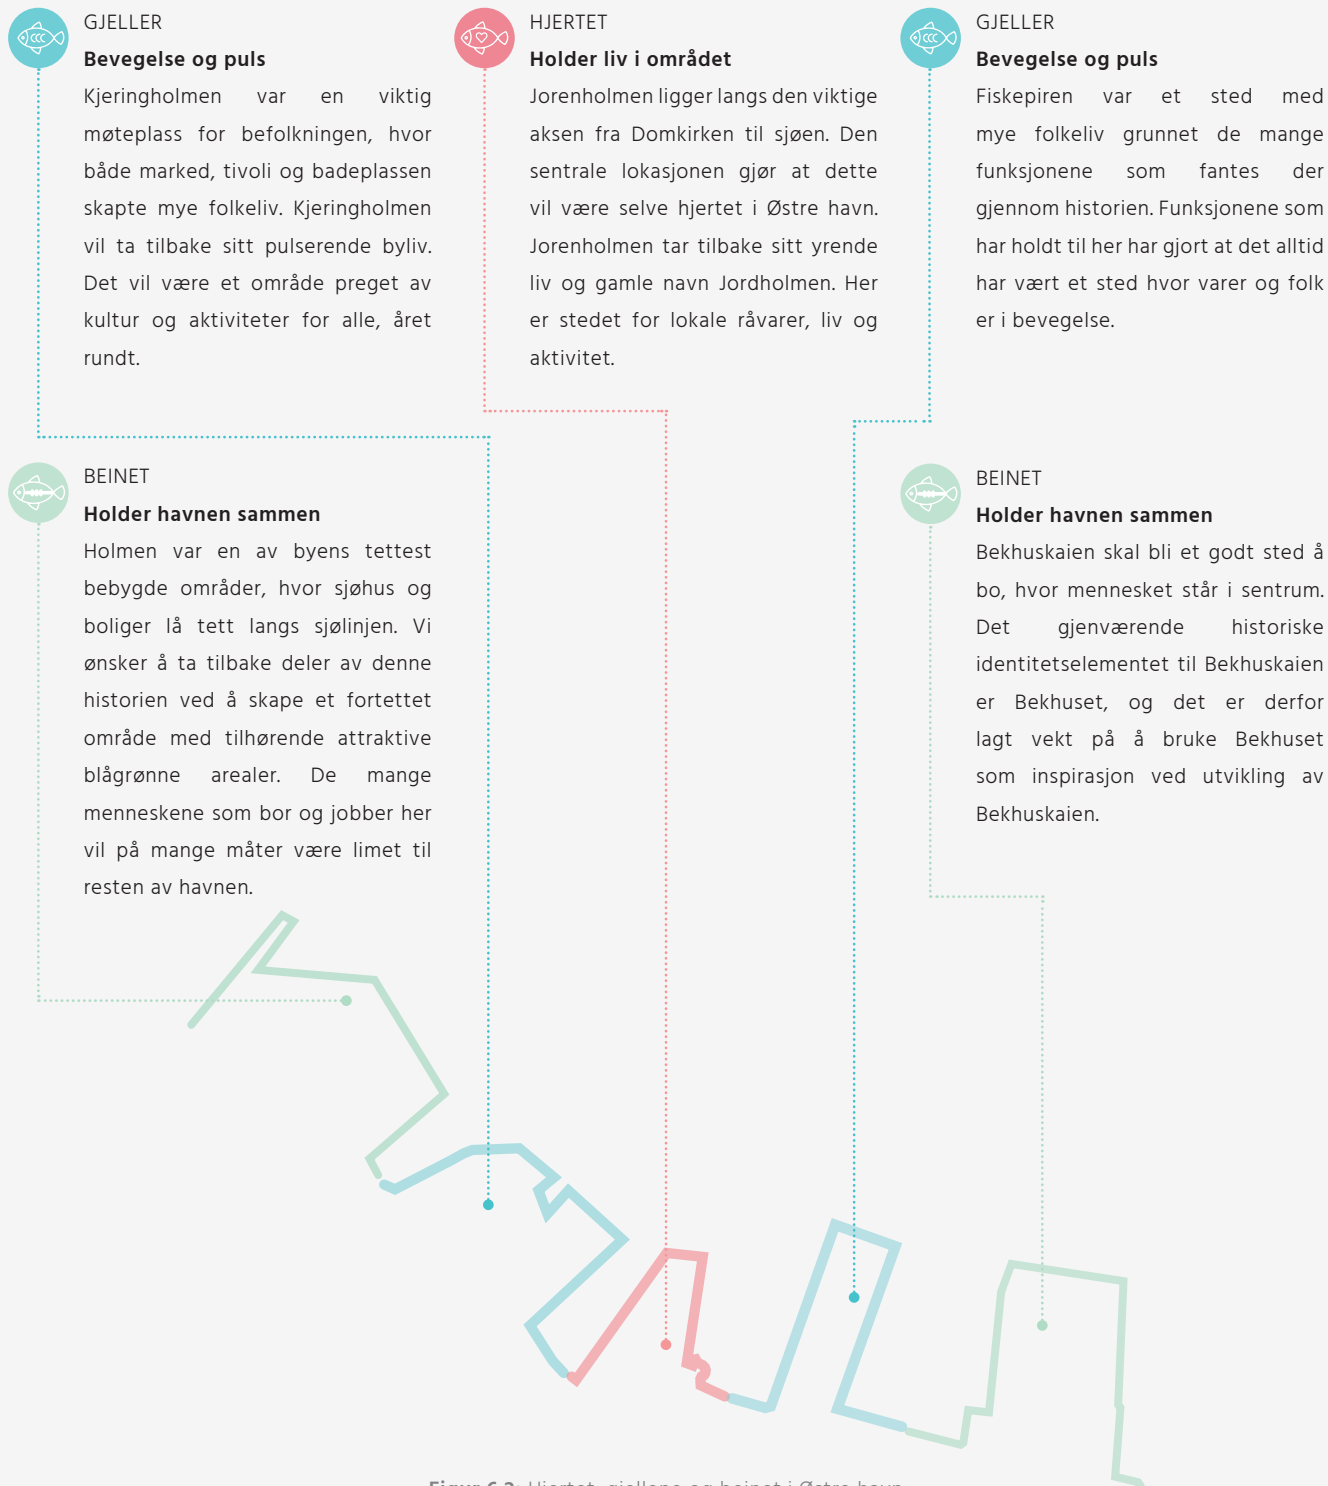 GJELLER
Bevegelse og puls
Kjeringholmen var en viktig
møteplass for befolkningen, hvor
både marked, tivoli og badeplassen
skapte mye folkeliv. Kjeringholmen
vil ta tilbake sitt pulserende byliv.
Det vil være et område preget av
kultur og aktiviteter for alle, året
rundt.
HJERTET
Holder liv i området
Jorenholmen ligger langs den viktige
aksen fra Domkirken til sjøen. Den
sentrale lokasjonen gjør at dette
vil være selve hjertet i Østre havn.
Jorenholmen tar tilbake sitt yrende
liv og gamle navn Jordholmen. Her
er stedet for lokale råvarer, liv og
aktivitet.
GJELLER
Bevegelse og puls
Fiskepiren var et sted med
mye folkeliv grunnet de mange
funksjonene som fantes der
gjennom historien. Funksjonene som
har holdt til her har gjort at det alltid
har vært et sted hvor varer og folk
er i bevegelse.
BEINET
Holder havnen sammen
Holmen var en av byens tettest
bebygde områder, hvor sjøhus og
boliger lå tett langs sjølinjen. Vi
ønsker å ta tilbake deler av denne
historien ved å skape et fortettet
område med tilhørende attraktive
blågrønne arealer. De mange
menneskene som bor og jobber her
vil på mange måter være limet til
resten av havnen.
BEINET
Holder havnen sammen
Bekhuskaien skal bli et godt sted å
bo, hvor mennesket står i sentrum.
Det gjenværende historiske
identitetselementet til Bekhuskaien
er Bekhuset, og det er derfor
lagt vekt på å bruke Bekhuset
som inspirasjon ved utvikling av
Bekhuskaien.
Figur 6.2: Hjertet, gjellene og beinet i Østre havn